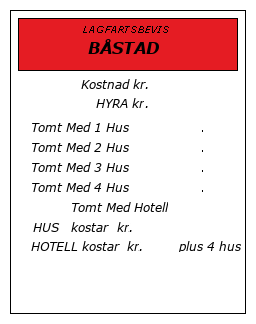 LAGFARTSBEVIS
BÅSTAD
Kostnad kr.
HYRA kr.
Tomt Med 1 Hus .
Tomt Med 2 Hus .
Tomt Med 3 Hus .
Tomt Med 4 Hus .
Tomt Med Hotell
HUS kostar kr.
HOTELL kostar kr. plus 4 hus